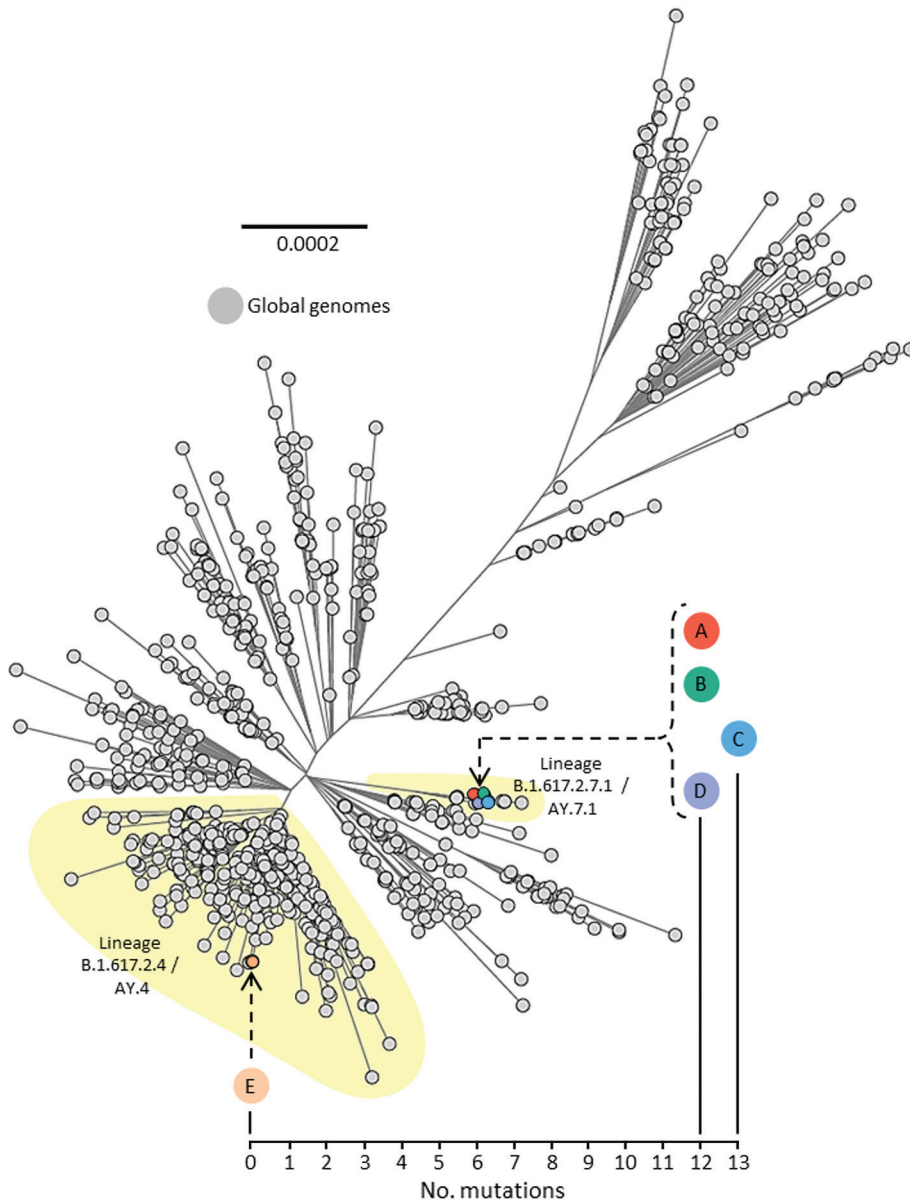 0.0002
Global genomes
A
B
C
D
Lineage
B.1.617.2.7.1 /
AY.7.1
Lineage
B.1.617.2.4 /
AY.4
E
0 1 2 3 4 5 6 7 8 9 10 11 12 13
No. mutations